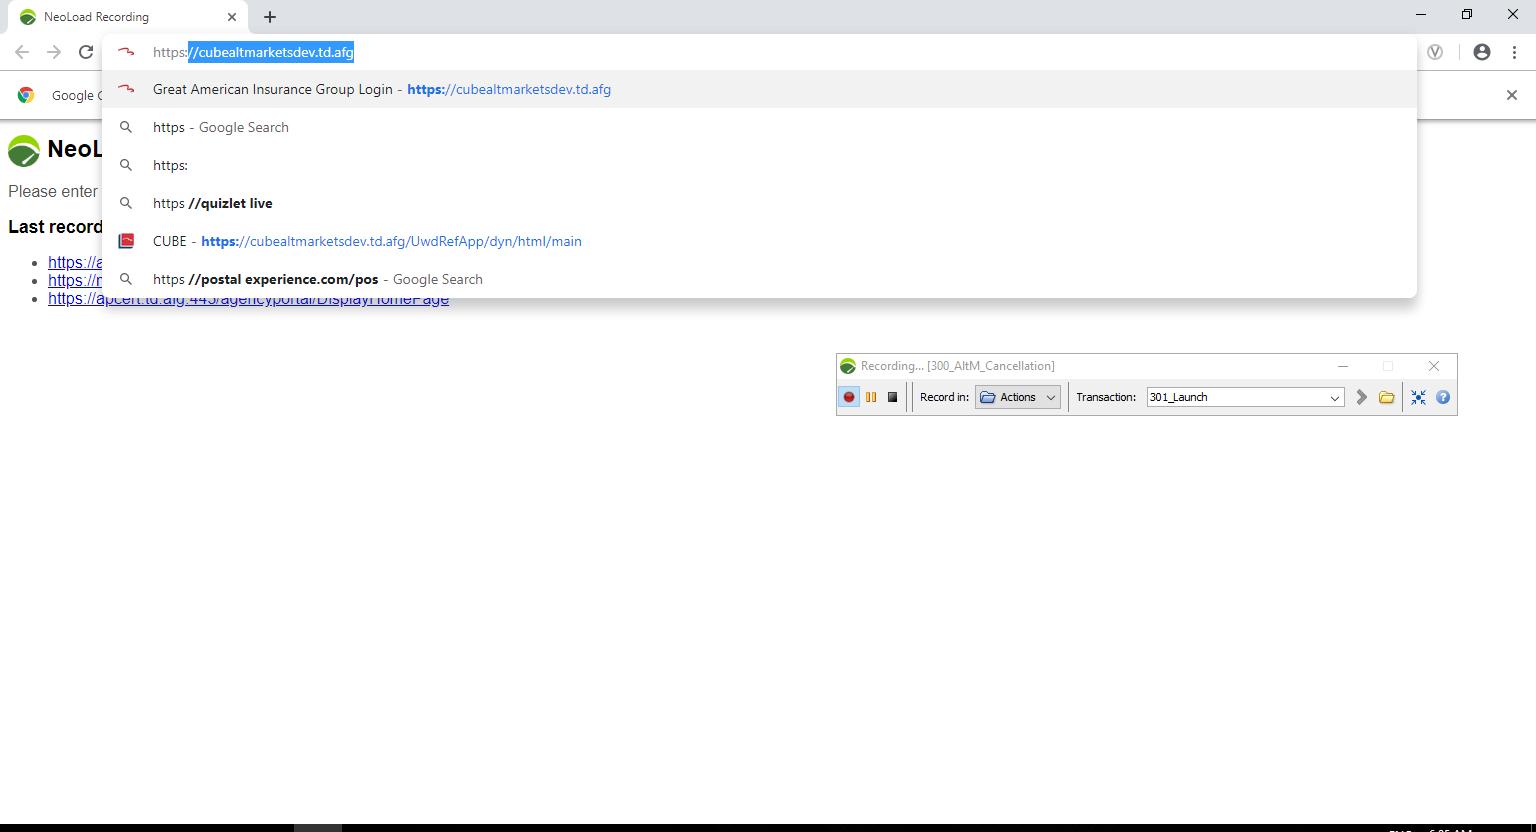 NeoLoad Recording
https://cubealtmarketsdev.td.afg
Great American Insurance Group Login - https://cubealtmarketsdev.td.afg
Google
https - Google Search
NeoL
https:
Please enter
https //quizlet live
Last record
CUBE - https://cubealtmarketsdev.td.afg/UwdRefApp/dyn/html/main
https://a
https //postal experience.com/pos - Google Search
https://
https://apcert.td.afg:443/agencyportal/DisplayHomePage
Recording... [300_AltM_Cancellation]
Record in: Actions Transaction: 301_Launch